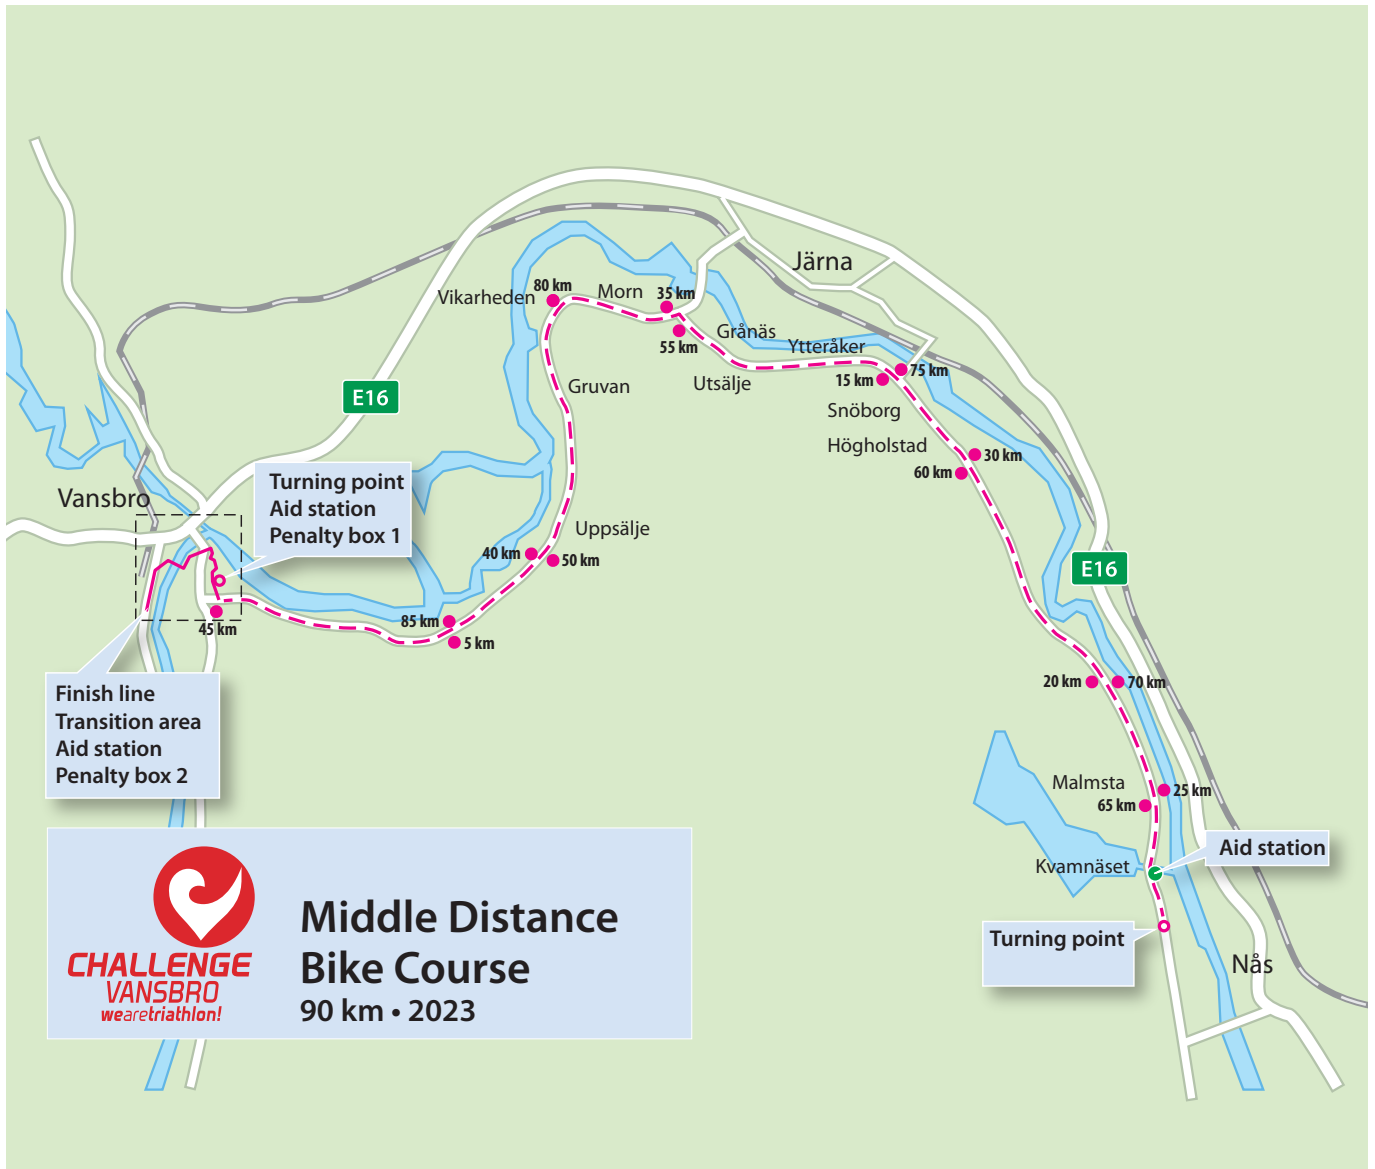 Järna
80 km
Vikarheden
Morn
35 km
Grånäs
55 km
Ytteråker
75 km
15 km
Utsälje
Gruvan
E16
Snöborg
Högholstad
30 km
60 km
Vansbro
Turning point
Aid station
Penalty box 1
Uppsälje
40 km
50 km
E16
85 km
45 km
5 km
20 km
70 km
Finish line
Transition area
Aid station
Penalty box 2
Malmsta
25 km
65 km
Aid station
Kvamnäset
Turning point
Nås
CHALLENGE
VANSBRO
wearetriathlon!
Middle Distance
Bike Course
90 km • 2023